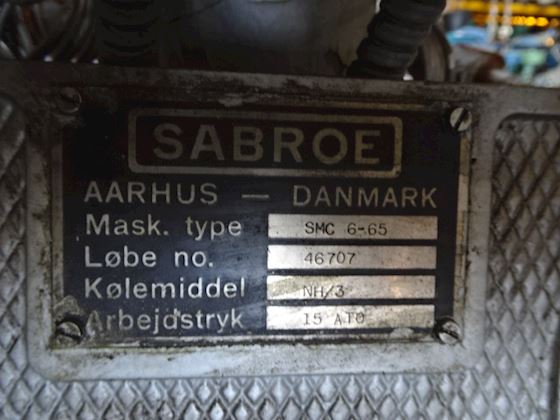 SABROE
AARHUS — DANMARK
Mask. type SMC 6-65
Løbe no. 46707
Kølemiddel NH/3
Arbejdstryk 15 ATO